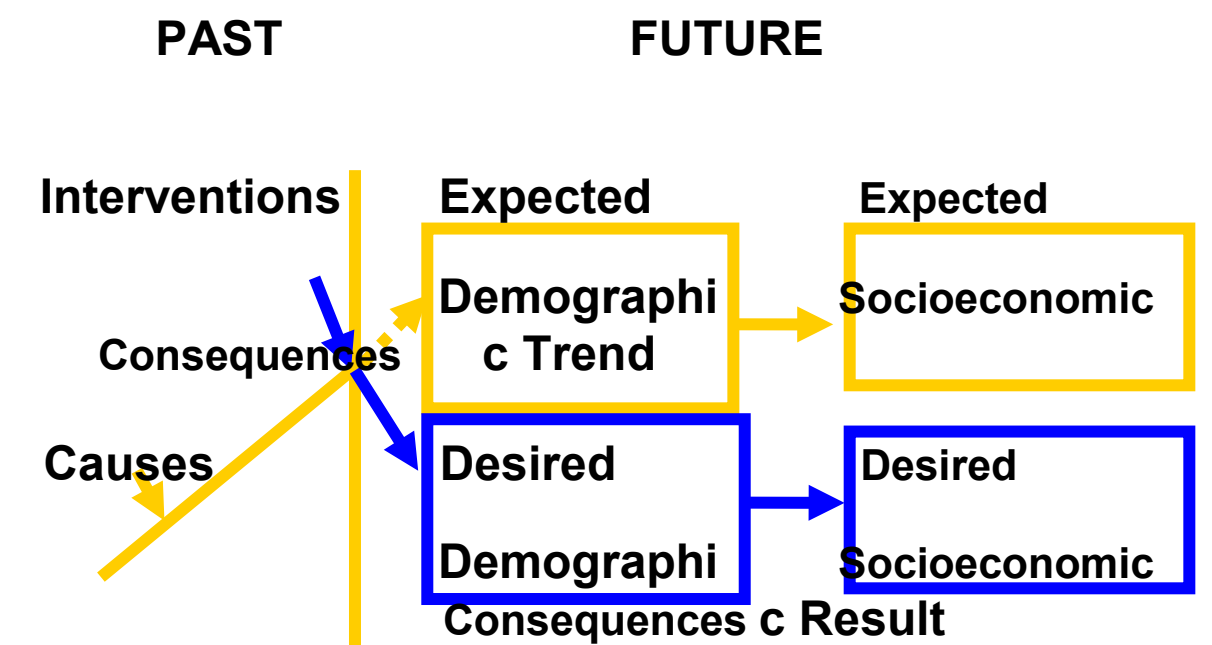 PAST FUTURE
Interventions Expected Expected
Demographi Socioeconomic
Consequences c Trend
Causes Desired Desired
Demographi Socioeconomic
Consequences c Result